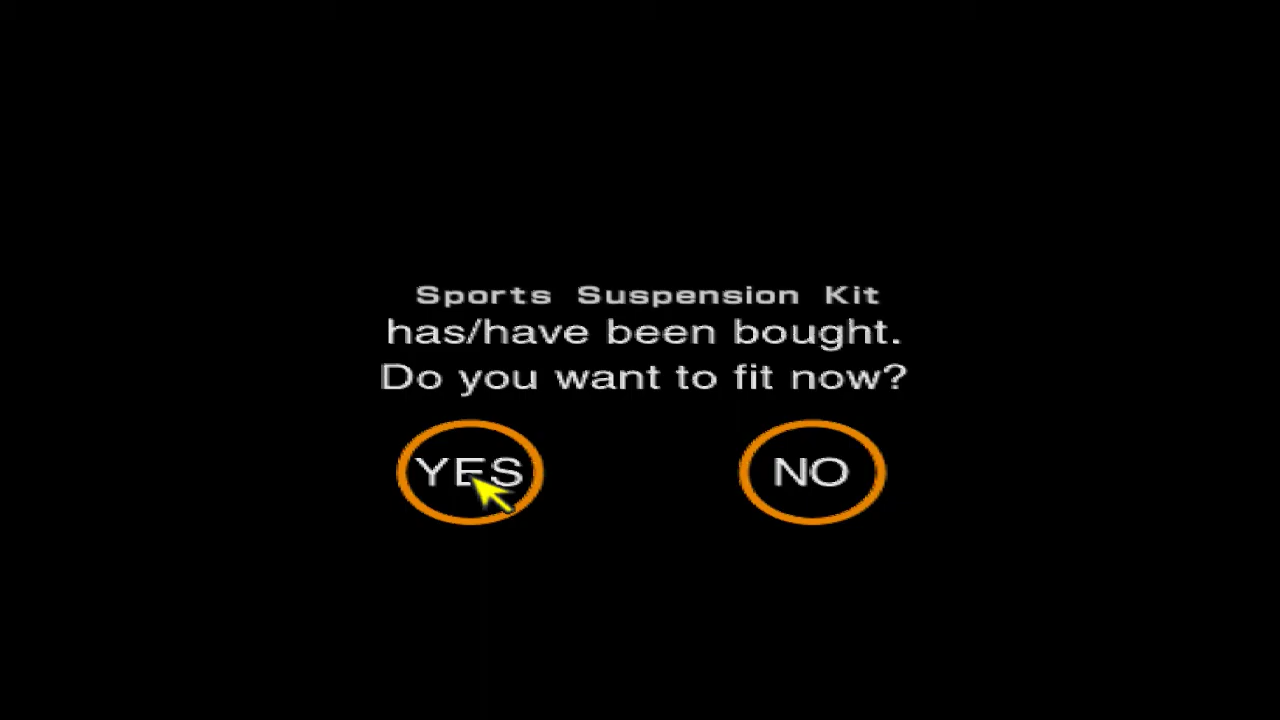 Sports Suspension Kit
has/have been bought.
Do you want to fit now?
YES NO